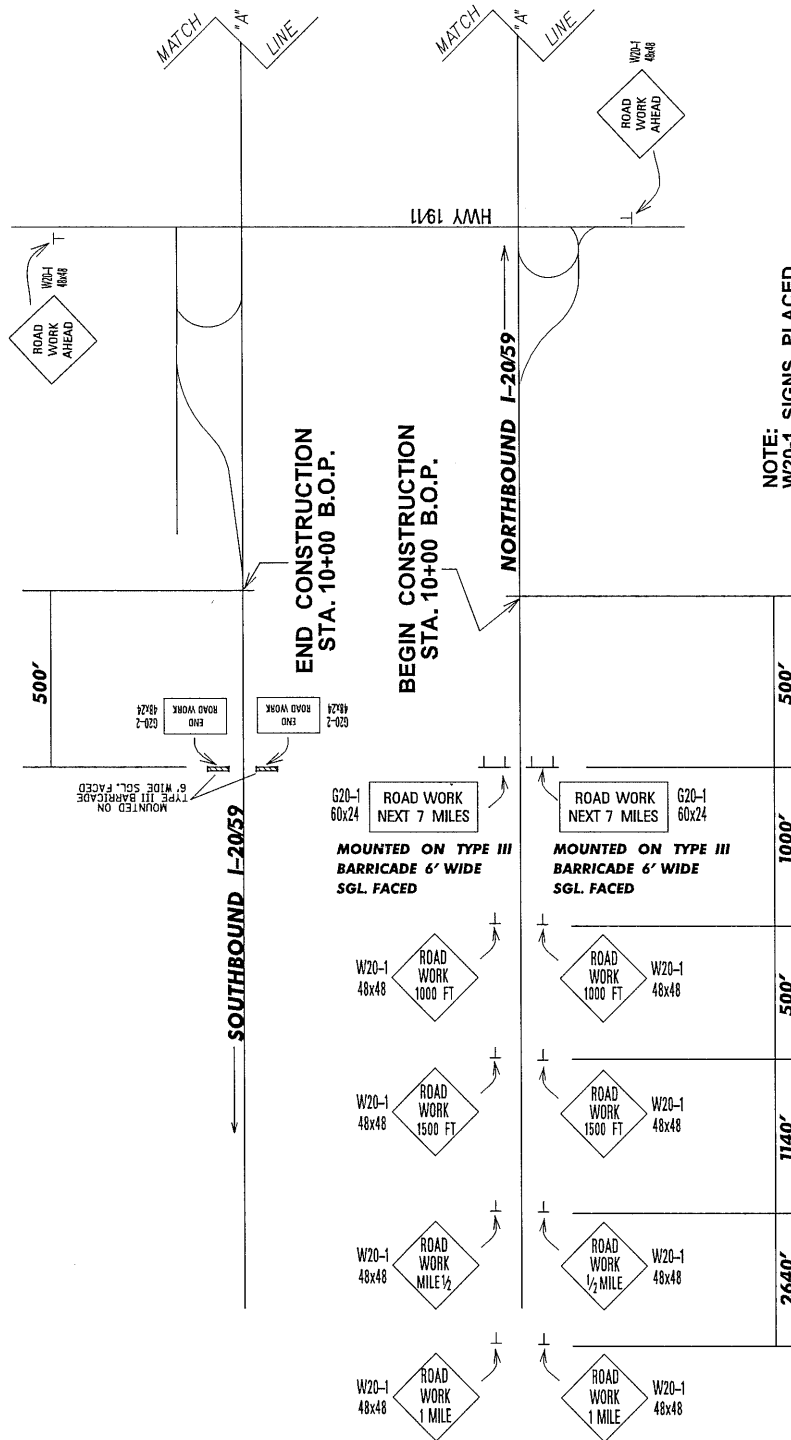 MATCH
LINE
"A"
MATCH
LINE
"A"
ROAD
WORK
AHEAD
W20-1
48x48
HWY 19/11
ROAD
WORK
AHEAD
W20-1
48x48
500'
END CONSTRUCTION
STA. 10+00 B.O.P.
BEGIN CONSTRUCTION
STA. 10+00 B.O.P.
NORTHBOUND I-20/59
SOUTHBOUND I-20/59
G20-2
48x24
END
ROAD WORK
END
ROAD WORK
G20-2
48x24
MOUNTED ON
TYPE III BARRICADE
6' WIDE SGL. FACED
G20-1
60x24
ROAD WORK
NEXT 7 MILES
ROAD WORK
NEXT 7 MILES
G20-1
60x24
MOUNTED ON TYPE III
BARRICADE 6' WIDE
SGL. FACED
MOUNTED ON TYPE III
BARRICADE 6' WIDE
SGL. FACED
W20-1
48x48
ROAD
WORK
1000 FT
ROAD
WORK
1000 FT
W20-1
48x48
W20-1
48x48
ROAD
WORK
1500 FT
ROAD
WORK
1500 FT
W20-1
48x48
W20-1
48x48
ROAD
WORK
MILE 1/2
ROAD
WORK
1/2 MILE
W20-1
48x48
W20-1
48x48
ROAD
WORK
1 MILE
ROAD
WORK
1 MILE
W20-1
48x48
500'
1000'
500'
1140'
2640'
NOTE:
W20-1 SIGNS PLACED